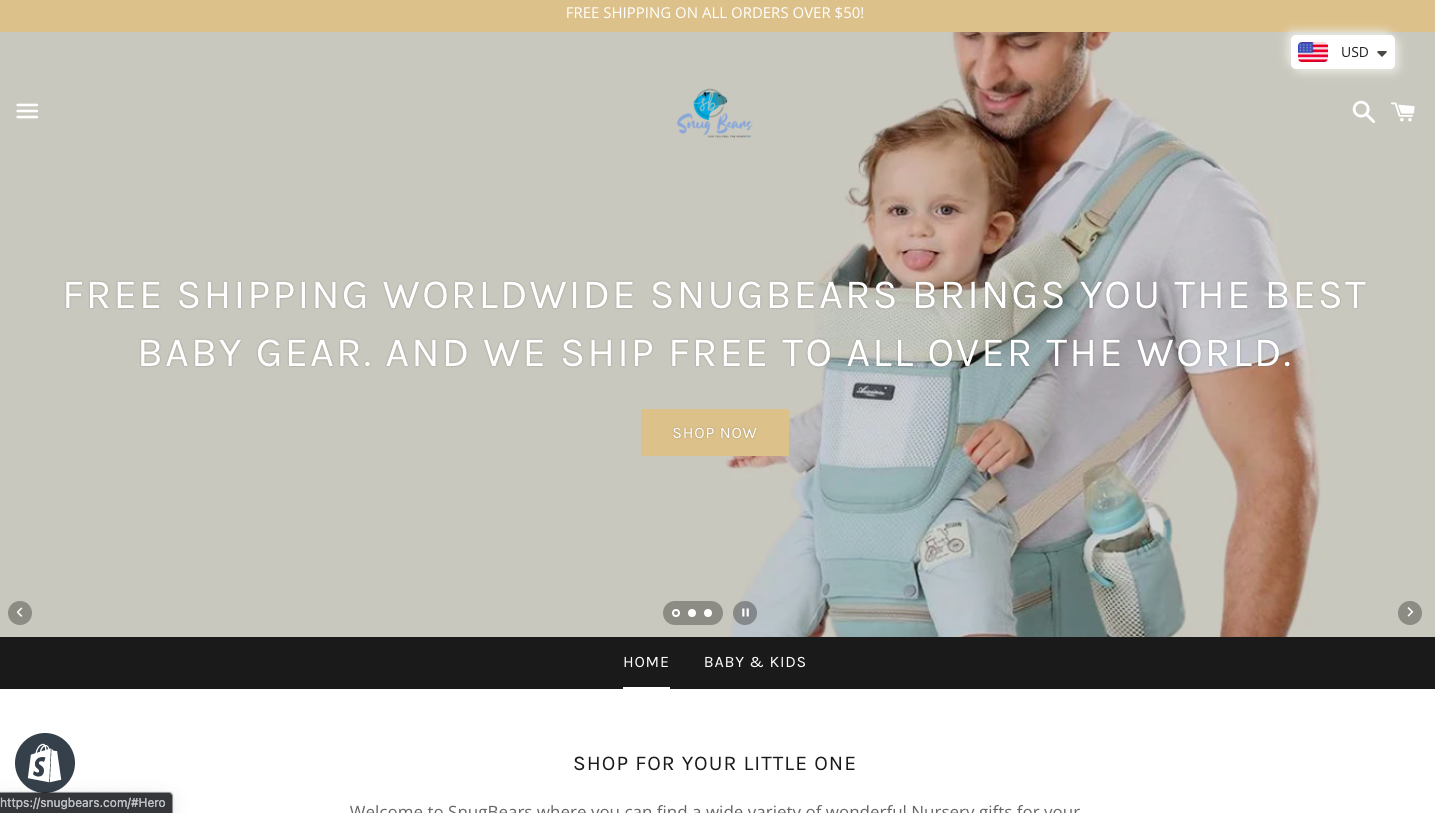 FREE SHIPPING ON ALL ORDERS OVER $50!
USD
sb
Snug Bears
FREE SHIPPING WORLDWIDE SNUGBEARS BRINGS YOU THE BEST
BABY GEAR. AND WE SHIP FREE TO ALL OVER THE WORLD.
SHOP NOW
HOME
BABY & KIDS
SHOP FOR YOUR LITTLE ONE
https://snugbears.com/#Hero
Welcome to SnugBears where you can find a wide variety of wonderful Nursery gifts for your